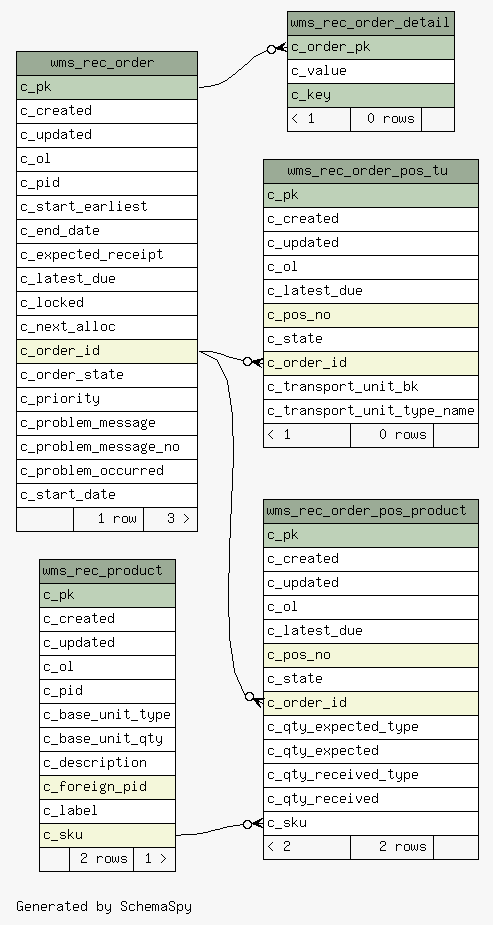 wms_rec_order_detail
c_order_pk
c_value
c_key
< 1 0 rows
wms_rec_order
c_pk
c_created
c_updated
c_ol
c_pid
c_start_earliest
c_end_date
c_expected_receipt
c_latest_due
c_locked
c_next_alloc
c_order_id
c_order_state
c_priority
c_problem_message
c_problem_message_no
c_problem_occurred
c_start_date
1 row 3 >
wms_rec_order_pos_tu
c_pk
c_created
c_updated
c_ol
c_latest_due
c_pos_no
c_state
c_order_id
c_transport_unit_bk
c_transport_unit_type_name
< 1 0 rows
wms_rec_order_pos_product
c_pk
c_created
c_updated
c_ol
c_latest_due
c_pos_no
c_state
c_order_id
c_qty_expected_type
c_qty_expected
c_qty_received_type
c_qty_received
c_sku
< 2 2 rows
wms_rec_product
c_pk
c_created
c_updated
c_ol
c_pid
c_base_unit_type
c_base_unit_qty
c_description
c_foreign_pid
c_label
c_sku
2 rows 1 >
Generated by SchemaSpy